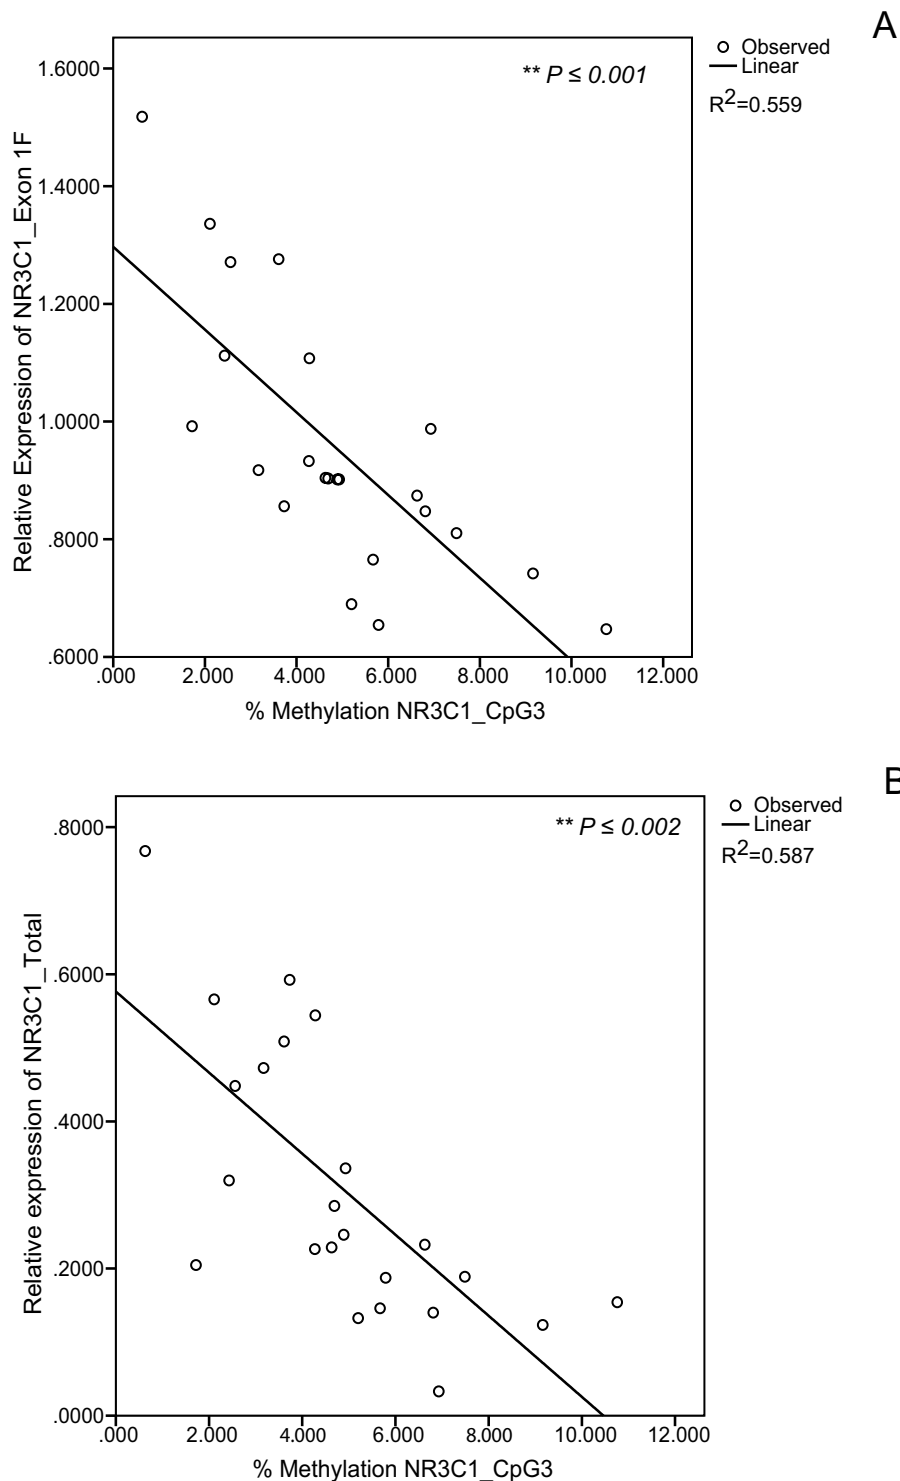 A
Observed
Linear
R2=0.559
** P ≤ 0.001
Relative Expression of NR3C1_Exon 1F
1.6000
1.4000
1.2000
1.0000
.8000
.6000
.000 2.000 4.000 6.000 8.000 10.000 12.000
% Methylation NR3C1_CpG3
B
Observed
Linear
R2=0.587
** P ≤ 0.002
Relative expression of NR3C1_Total
.8000
.6000
.4000
.2000
.0000
.000 2.000 4.000 6.000 8.000 10.000 12.000
% Methylation NR3C1_CpG3